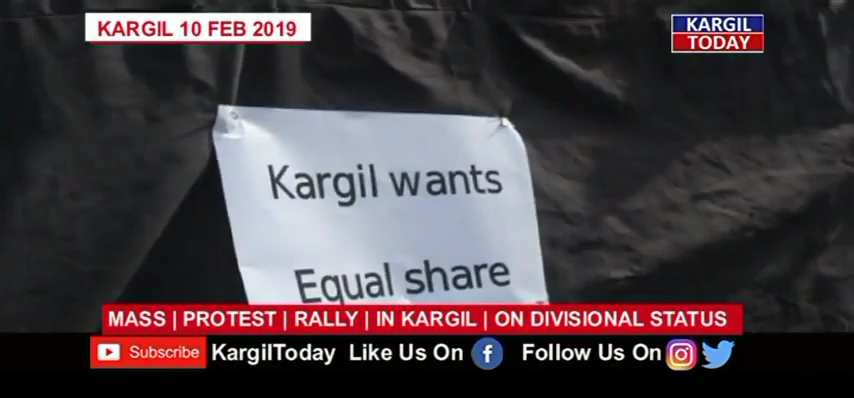 KARGIL 10 FEB 2019
KARGIL
TODAY
Kargil wants
Equal share
MASS | PROTEST | RALLY | IN KARGIL | ON DIVISIONAL STATUS
Subscribe KargilToday Like Us On Follow Us On